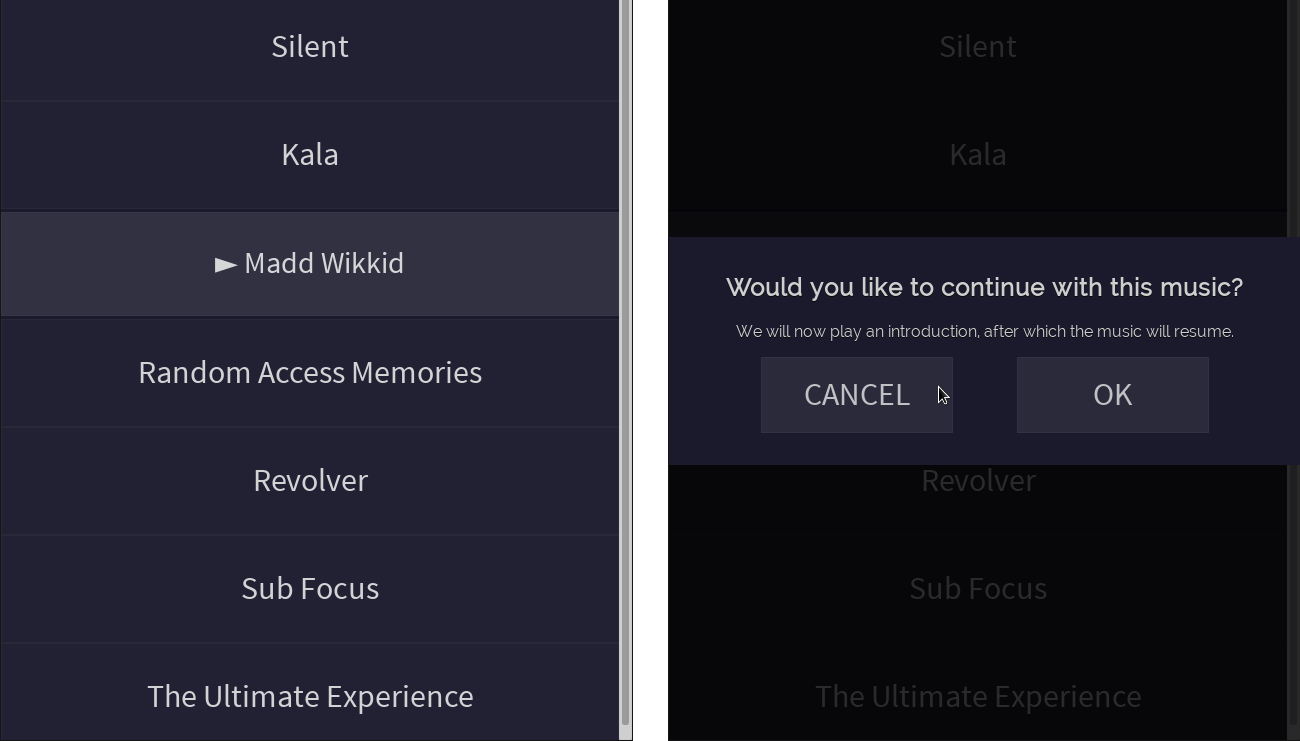 Silent
Kala
► Madd Wikkid
Random Access Memories
Revolver
Sub Focus
The Ultimate Experience
Silent
Kala
Would you like to continue with this music?
We will now play an introduction, after which the music will resume.
CANCEL
OK
Revolver
Sub Focus
The Ultimate Experience